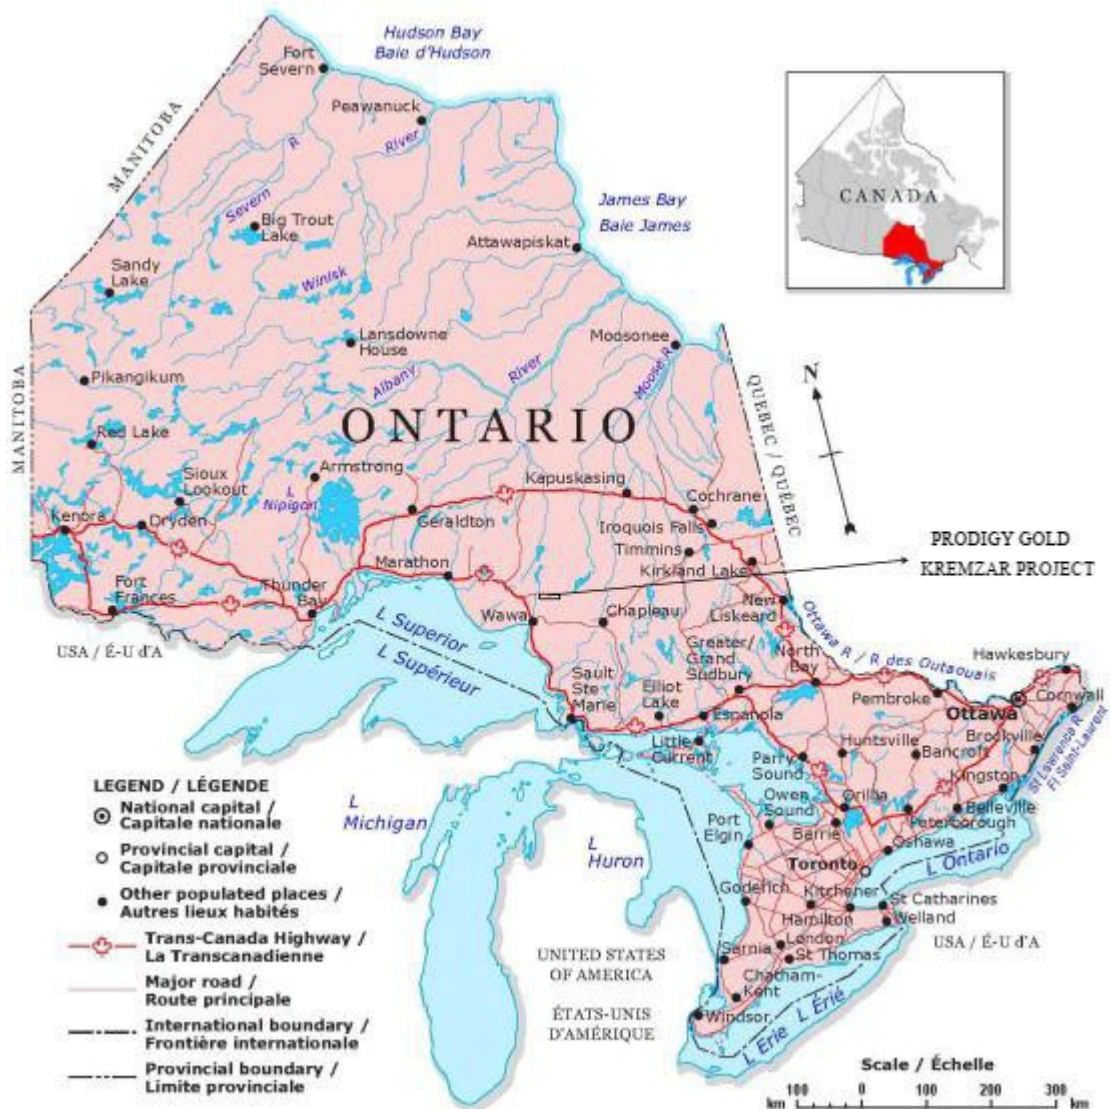 Hudson Bay
Baie d'Hudson
Fort
Severn
Peawanuck
River
MANITOBA
R
Severn
Big Trout
Lake
James Bay
Baie James
Attawapiskat
CANADA
Sandy
Lake
Winisk
Lansdowne
House
Moosonee
River
Albany
Moose R
Pikangikum
MANITOBA
QUEBEC / QUÉBEC
N
ONTARIO
Red Lake
Armstrong
Sioux
Lookout
L
Nipigon
Kapuskasing
Cochrane
Geraldton
Kenora
Dryden
Iroquois Falls
Timmins
Kirkland Lake
PRODIGY GOLD
KREMZAR PROJECT
Marathon
Fort
Frances
Thunder
Bay
Wawa
Chapleau
New
Liskeard
Ottawa R / R des Outaouais
L Superior
L Supérieur
USA / É-U d'A
Greater/
Grand
Sudbury
North
Bay
Hawkesbury
Sault
Ste
Marie
Elliot
Lake
Espanola
Pembroke
Cornwall
Ottawa
Little
Current
Huntsville
Bancroft
Brockville
St Lawrence R
Fl Saint-Laurent
Parry
Sound
Kingston
Owen
Sound
Orillia
Belleville
Port
Elgin
Barrie
Peterborough
Oshawa
L
Michigan
L
Huron
Toronto
L Ontario
Goderich
Kitchener
St Catharines
Hamilton
Welland
USA / É-U d'A
UNITED STATES
OF AMERICA
ÉTATS-UNIS
D'AMÉRIQUE
Sarnia
London
St Thomas
Chatham-
Kent
Windsor
L Erie L Érié
LEGEND / LÉGENDE
National capital /
Capitale nationale
Provincial capital /
Capitale provinciale
Other populated places /
Autres lieux habités
Trans-Canada Highway /
La Transcanadienne
Major road /
Route principale
International boundary /
Frontière internationale
Provincial boundary /
Limite provinciale
Scale / Échelle
100 0 100 200 300
km km